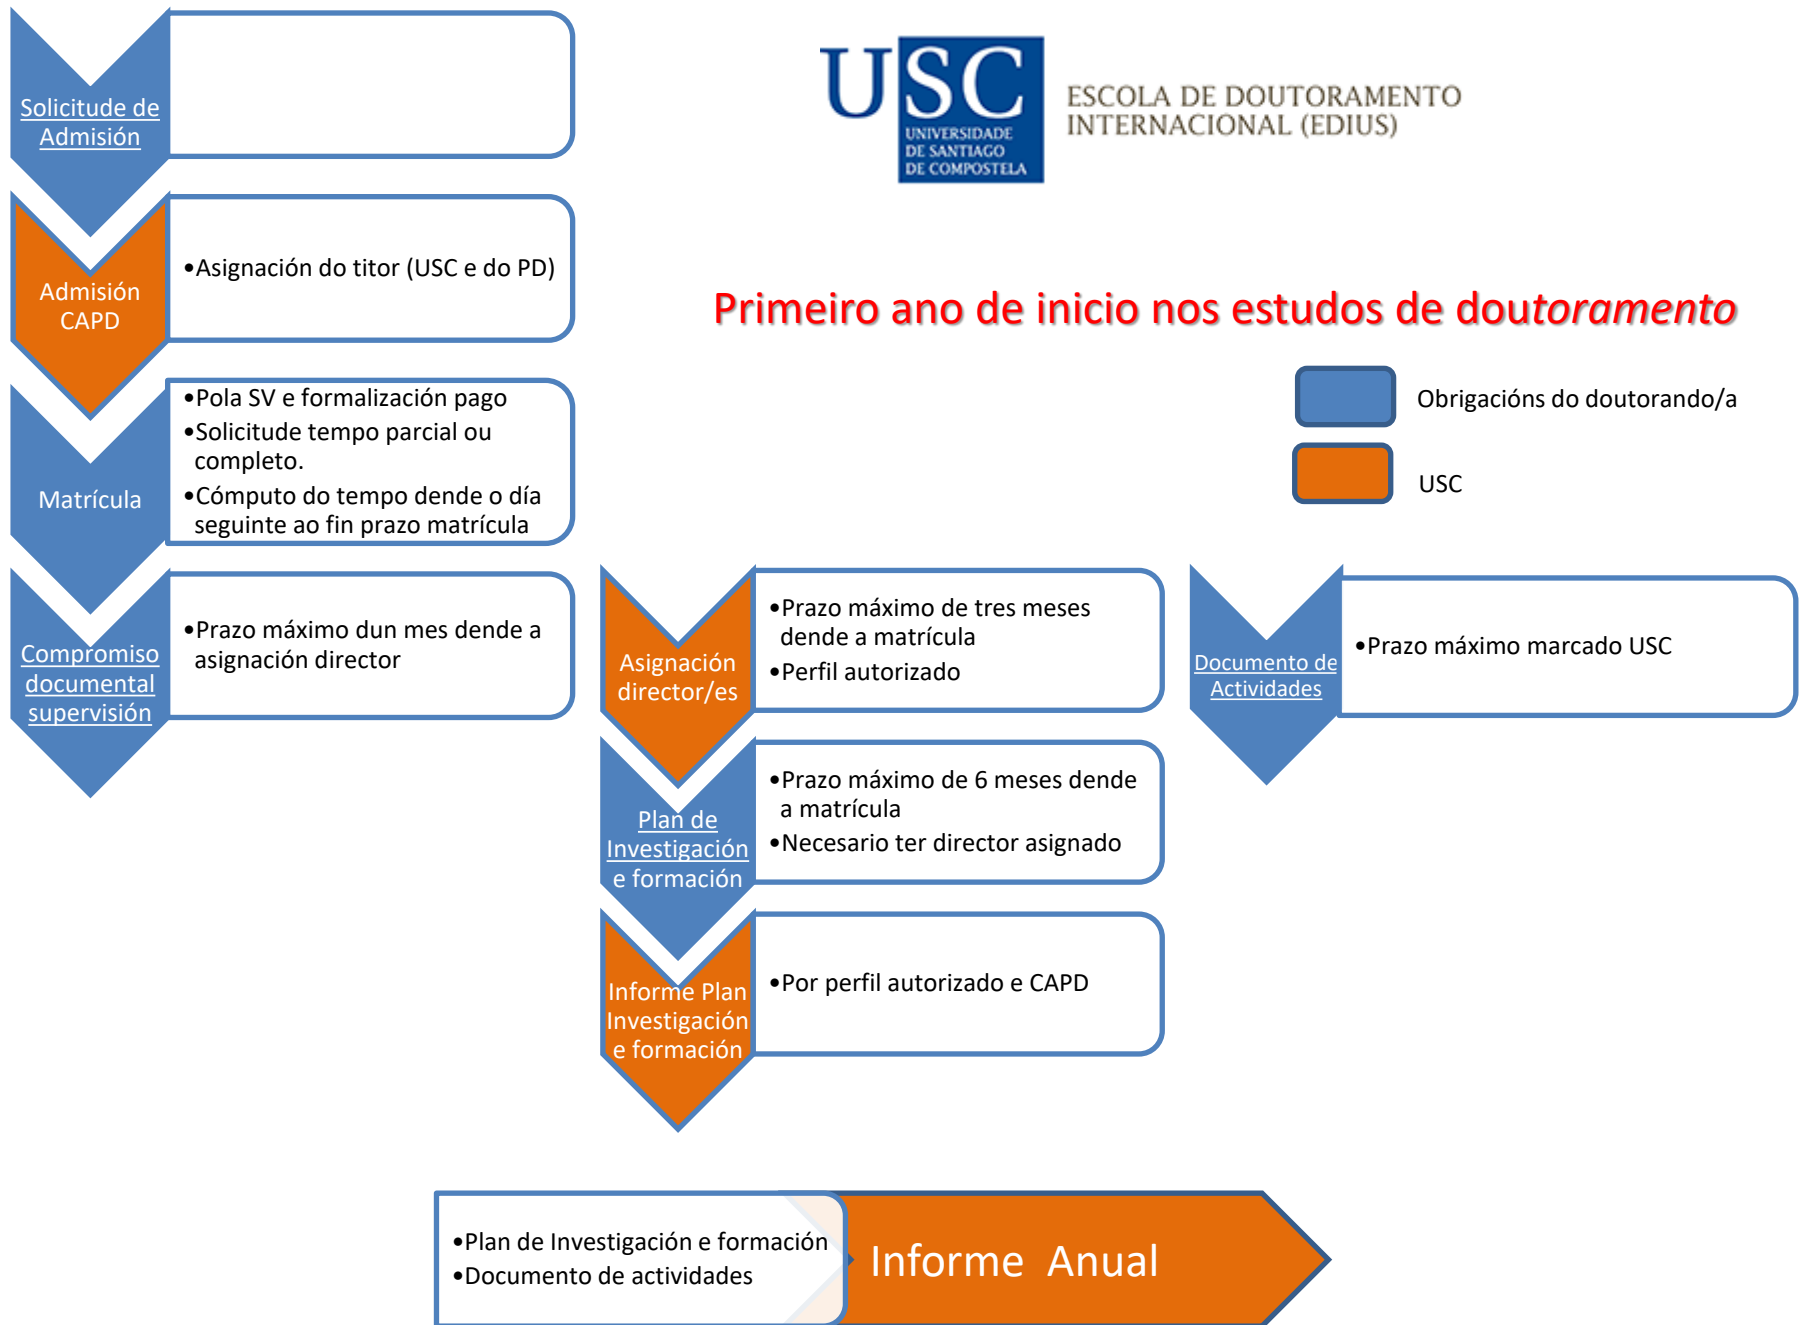 Solicitude de
Admisión
USC
UNIVERSIDADE
DE SANTIAGO
DE COMPOSTELA
ESCOLA DE DOUTORAMENTO
INTERNACIONAL (EDIUS)
Admisión
CAPD
•Asignación do titor (USC e do PD)
Primeiro ano de inicio nos estudos de doutoramento
Obrigacións do doutorando/a
USC
Matrícula
•Pola SV e formalización pago
•Solicitude tempo parcial ou
completo.
•Cómputo do tempo dende o día
seguinte ao fin prazo matrícula
Compromiso
documental
supervisión
•Prazo máximo dun mes dende a
asignación director
Asignación
director/es
•Prazo máximo de tres meses
dende a matrícula
•Perfil autorizado
Plan de
Investigación
e formación
•Prazo máximo de 6 meses dende
a matrícula
•Necesario ter director asignado
Informe Plan
Investigación
e formación
•Por perfil autorizado e CAPD
Documento de
Actividades
•Prazo máximo marcado USC
•Plan de Investigación e formación
•Documento de actividades
Informe Anual